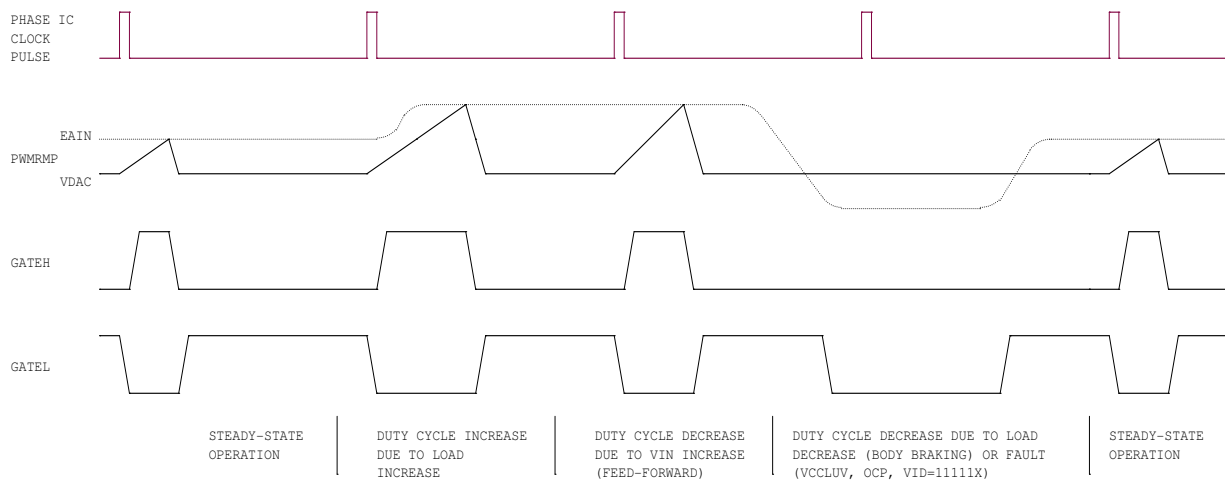 PHASE IC
CLOCK
PULSE
EAIN
PWMRMP
VDAC
GATEH
GATEL
STEADY-STATE
OPERATION
DUTY CYCLE INCREASE
DUE TO LOAD
INCREASE
DUTY CYCLE DECREASE
DUE TO VIN INCREASE
(FEED-FORWARD)
DUTY CYCLE DECREASE DUE TO LOAD
DECREASE (BODY BRAKING) OR FAULT
(VCCLUV, OCP, VID=11111X)
STEADY-STATE
OPERATION